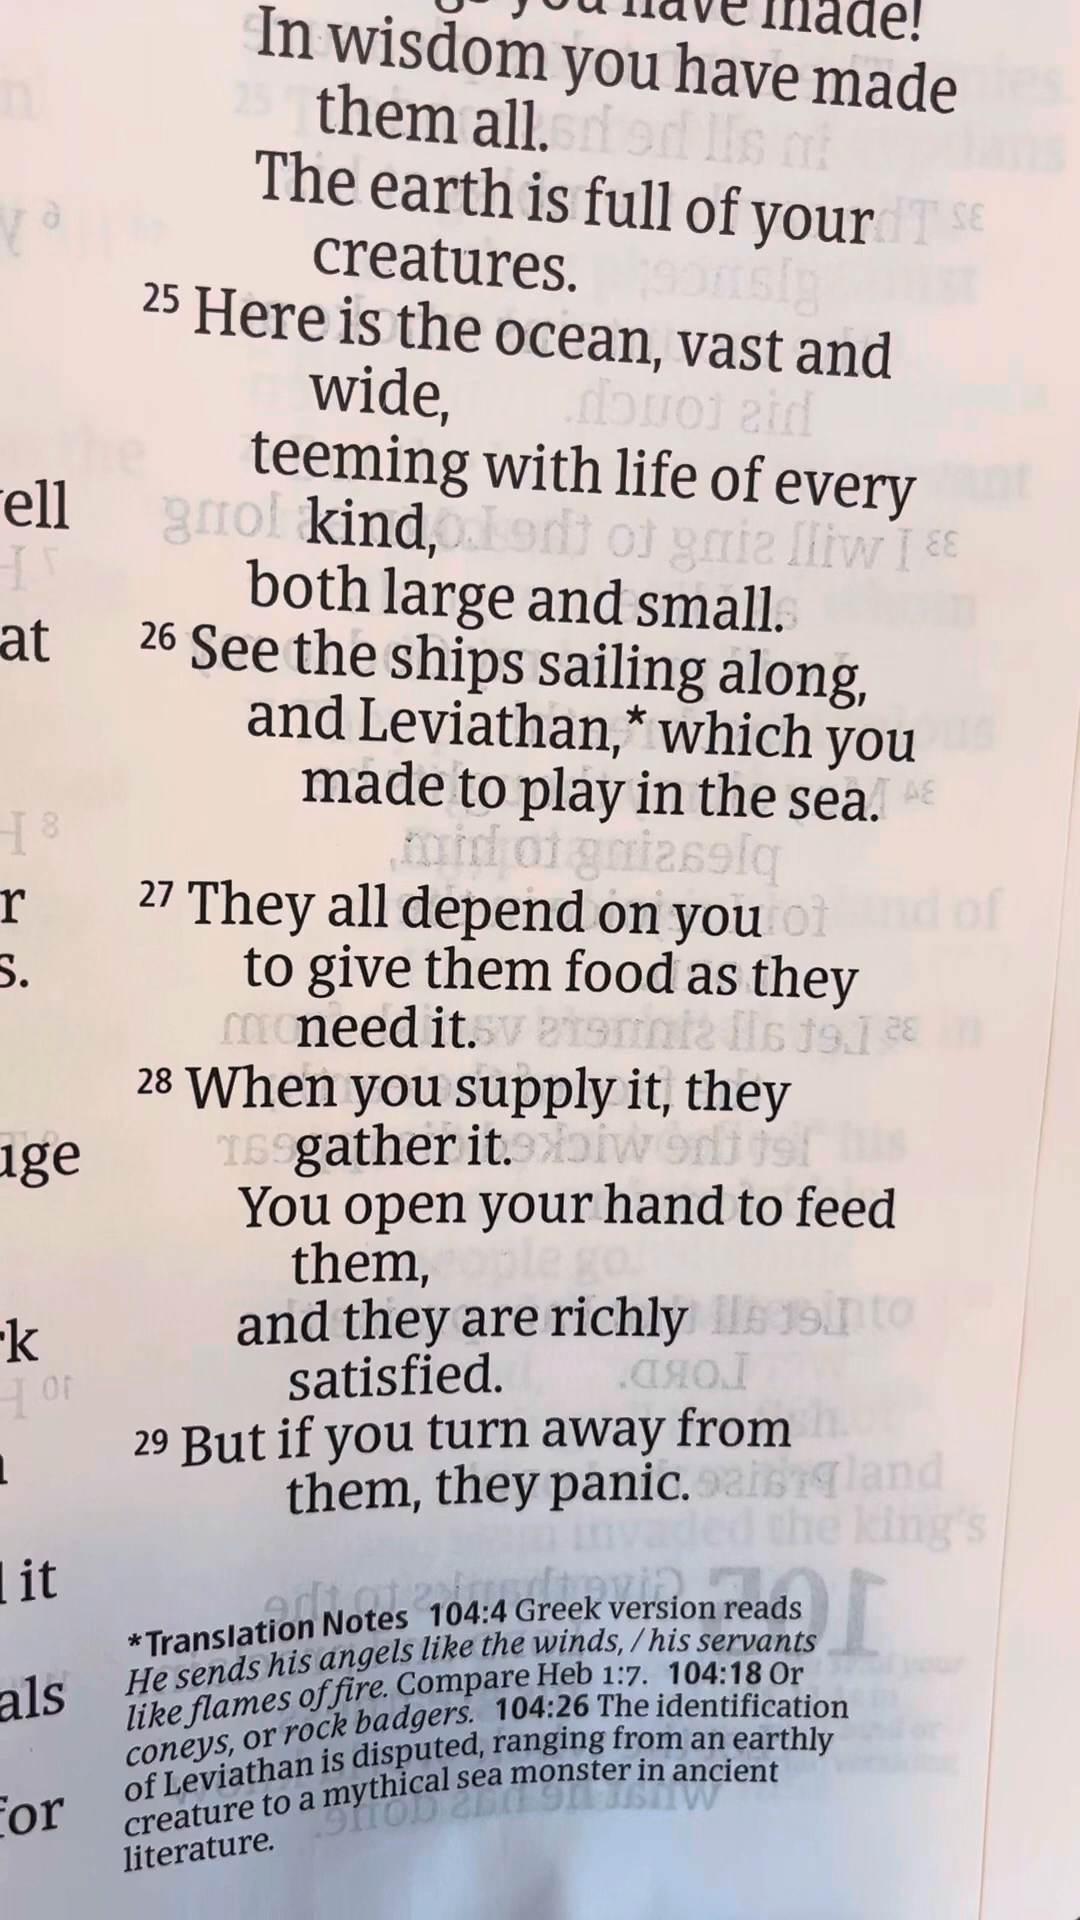 you have made!
In wisdom you have made
them all.
The earth is full of your
creatures.
25 Here is the ocean, vast and
wide,
teeming with life of every
kind,
both large and small.
26 See the ships sailing along,
and Leviathan,* which you
made to play in the sea.
27 They all depend on you
to give them food as they
need it.
28 When you supply it, they
gather it.
You open your hand to feed
them,
and they are richly
satisfied.
29 But if you turn away from
them, they panic.
*Translation Notes 104:4 Greek version reads
He sends his angels like the winds, / his servants
like flames of fire. Compare Heb 1:7. 104:18 Or
coneys, or rock badgers. 104:26 The identification
of Leviathan is disputed, ranging from an earthly
creature to a mythical sea monster in ancient
literature.